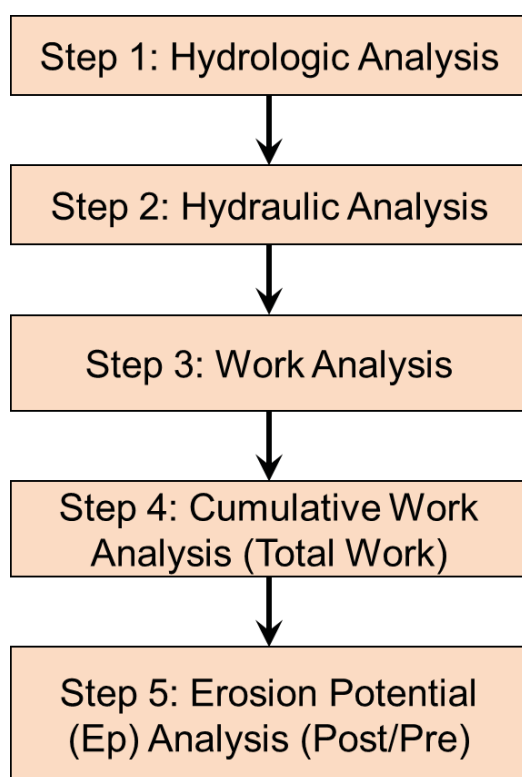 Step 1: Hydrologic Analysis
Step 2: Hydraulic Analysis
Step 3: Work Analysis
Step 4: Cumulative Work
Analysis (Total Work)
Step 5: Erosion Potential
(Ep) Analysis (Post/Pre)